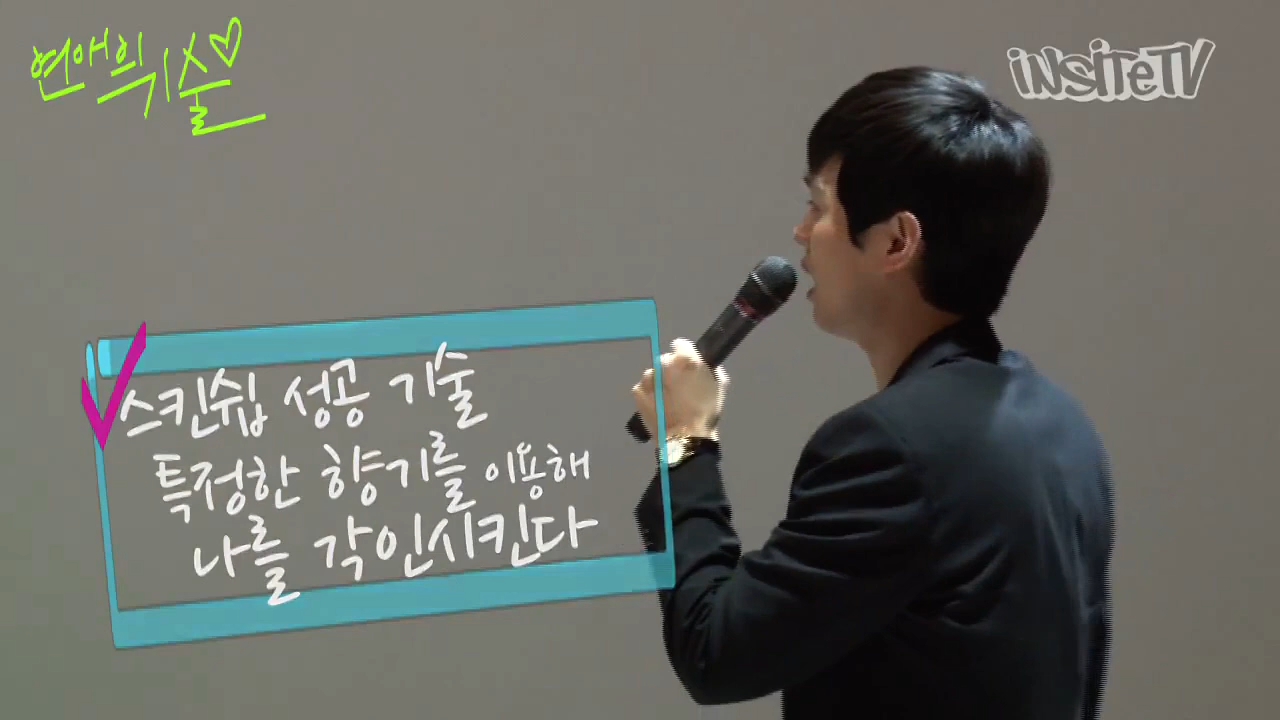 연애의 기술♡
iNSiTeTV
스킨쉽 성공 기술
특정한 향기를 이용해
나를 각인시킨다